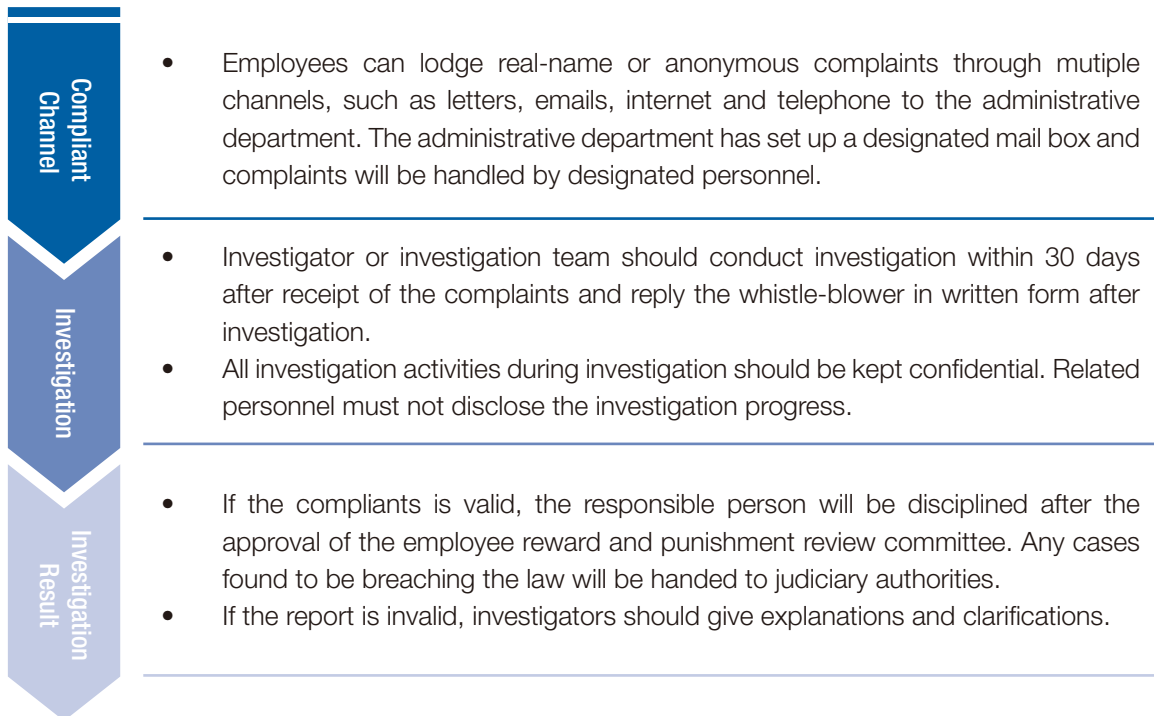 Compliant
Channel
• Employees can lodge real-name or anonymous complaints through mutiple
channels, such as letters, emails, internet and telephone to the administrative
department. The administrative department has set up a designated mail box and
complaints will be handled by designated personnel.
Investigation
• Investigator or investigation team should conduct investigation within 30 days
after receipt of the complaints and reply the whistle-blower in written form after
investigation.
• All investigation activities during investigation should be kept confidential. Related
personnel must not disclose the investigation progress.
Investigation
Result
• If the compliants is valid, the responsible person will be disciplined after the
approval of the employee reward and punishment review committee. Any cases
found to be breaching the law will be handed to judiciary authorities.
• If the report is invalid, investigators should give explanations and clarifications.